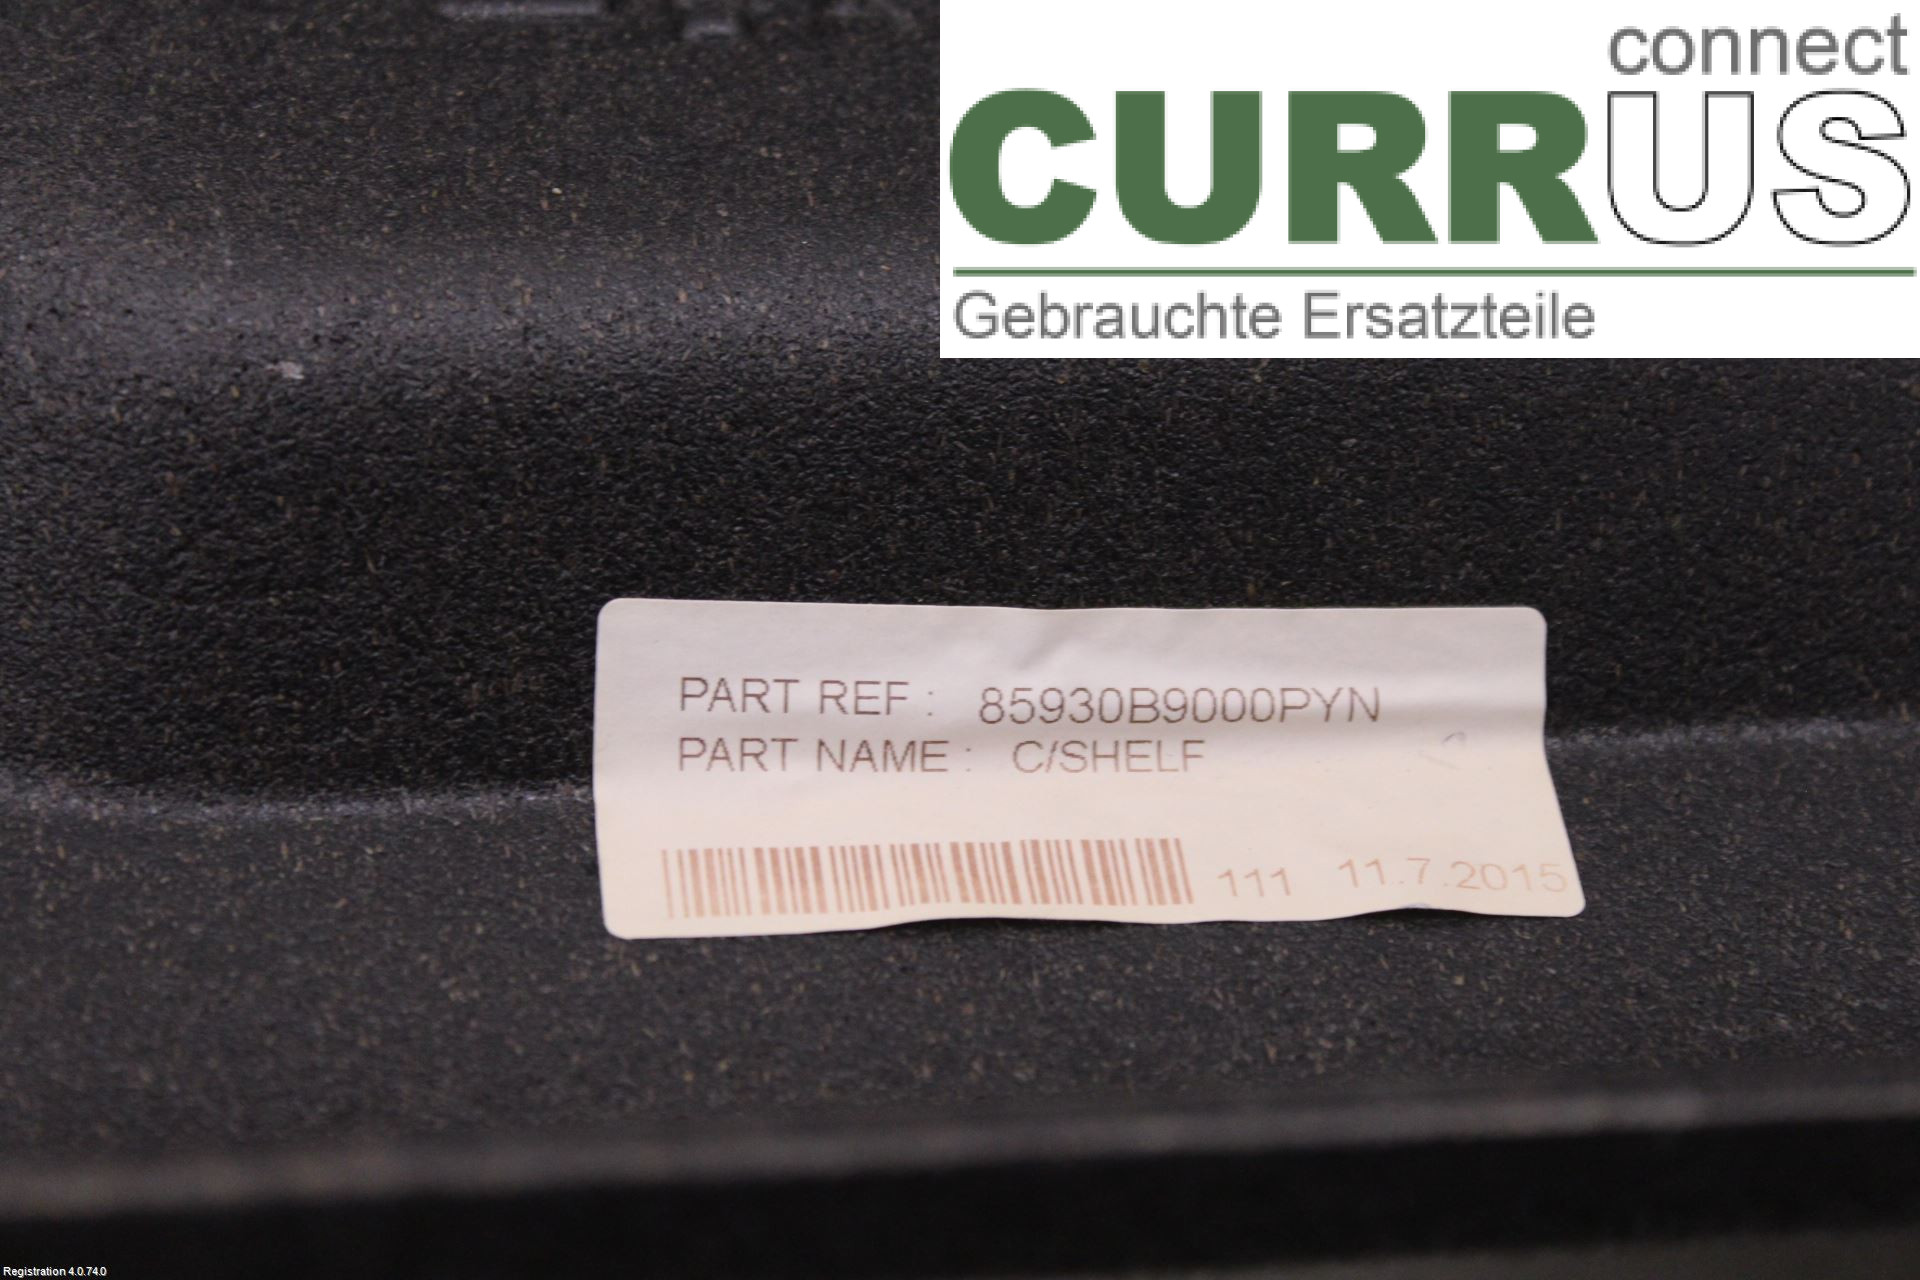 connect
CURRUS
Gebrauchte Ersatzteile
PART REF : 85930B9000PYN
PART NAME : C/SHELF
111 11.7.2015
Registration 4.0.74.0